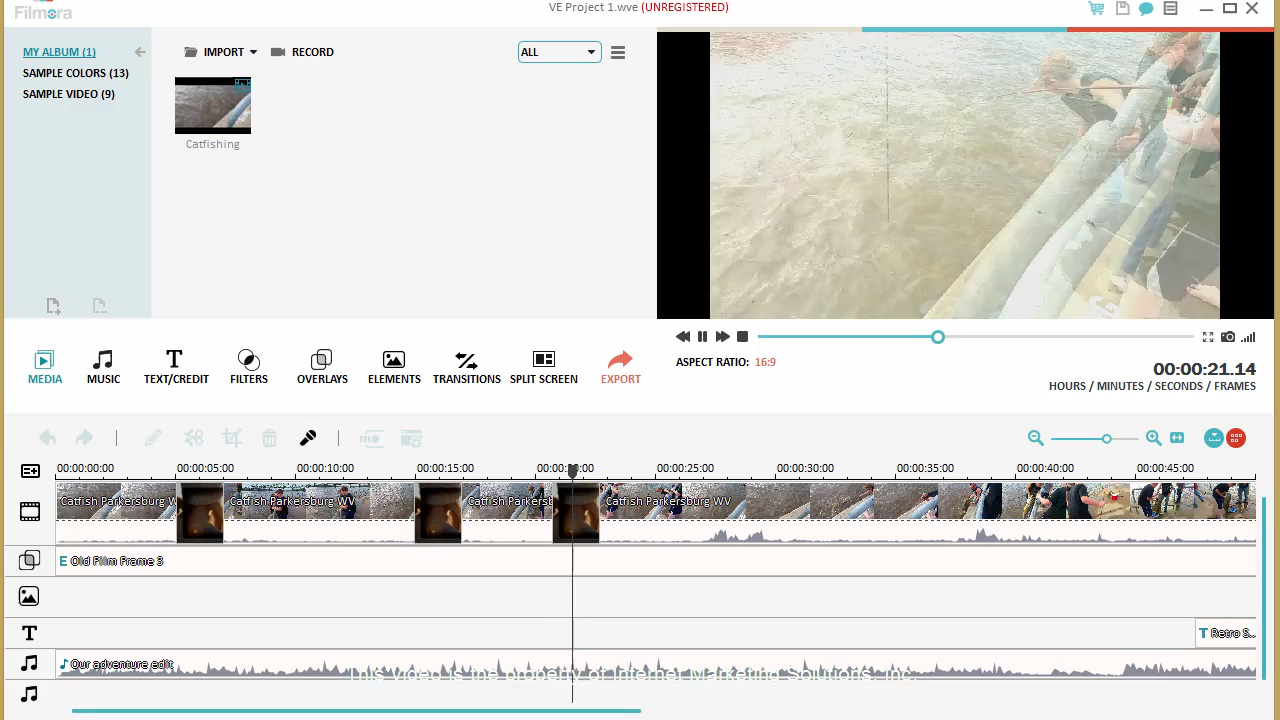 Filmora
VE Project 1.wve (UNREGISTERED)
MY ALBUM (1)
SAMPLE COLORS (13)
SAMPLE VIDEO (9)
IMPORT
RECORD
ALL
Catfishing
MEDIA
MUSIC
TEXT/CREDIT
FILTERS
OVERLAYS
ELEMENTS
TRANSITIONS
SPLIT SCREEN
EXPORT
ASPECT RATIO: 16:9
00:00:21.14
HOURS / MINUTES / SECONDS / FRAMES
00:00:00:00
00:00:05:00
00:00:10:00
00:00:15:00
00:00:20:00
00:00:25:00
00:00:30:00
00:00:35:00
00:00:40:00
00:00:45:00
Catfish Parkersburg W
Catfish Parkersburg WV
Catfish Parkersb
Catfish Parkersburg WV
E Old Film Frame 3
T Retro S..
Our adventure edit
This Video is the property of Internet Marketing Solutions, Inc.